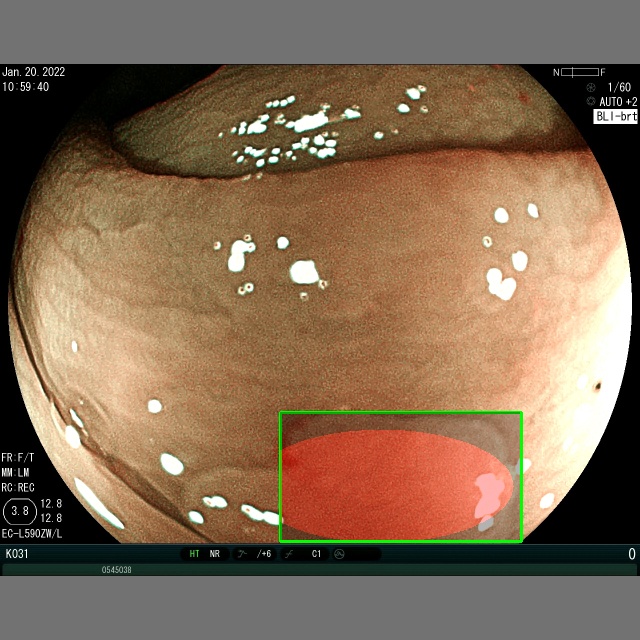 Jan. 20. 2022
10:59:40
N F
1/60
AUTO +2
BLI-brt
FR:F/T
MM:LM
RC:REC
3.8 12.8
12.8
EC-L590ZW/L
K031 HT NR /+6 C1 0
0545038